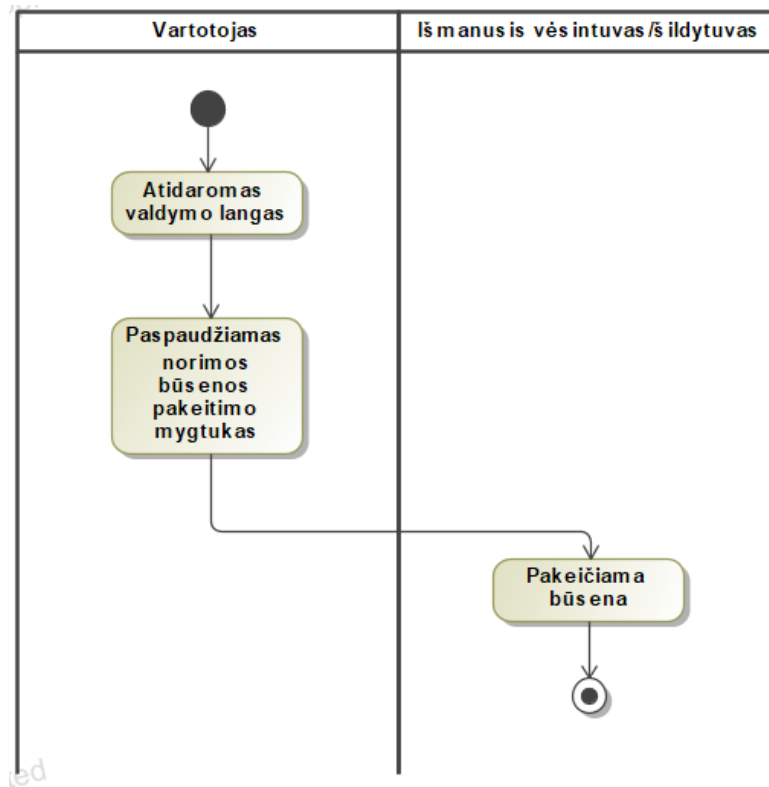 Vartotojas
Išmanusis vėsintuvas/šildytuvas
Atidaromas
valdymo langas
Paspaudžiamas
norimos
būsenos
pakeitimo
mygtukas
Pakeičiama
būsena